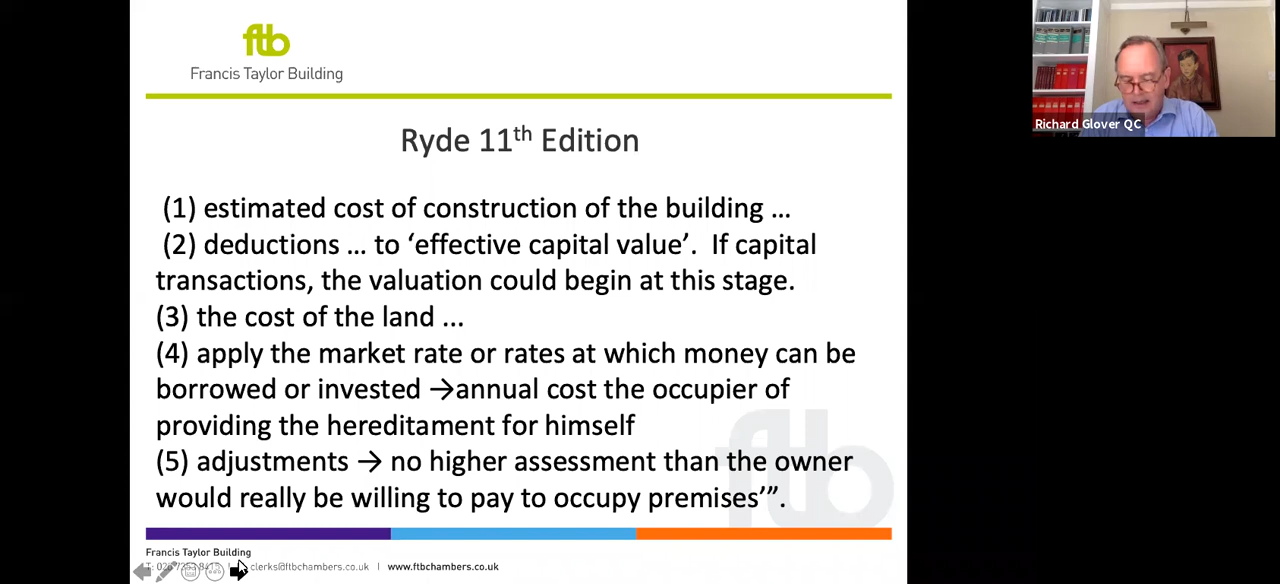 ftb
Francis Taylor Building
Richard Glover QC
Ryde 11th Edition
(1) estimated cost of construction of the building ...
(2) deductions ... to ‘effective capital value’. If capital
transactions, the valuation could begin at this stage.
(3) the cost of the land ...
(4) apply the market rate or rates at which money can be
borrowed or invested →annual cost the occupier of
providing the hereditament for himself
(5) adjustments → no higher assessment than the owner
would really be willing to pay to occupy premises’”.
ftb
Francis Taylor Building
clerks@ftbchambers.co.uk | www.ftbchambers.co.uk